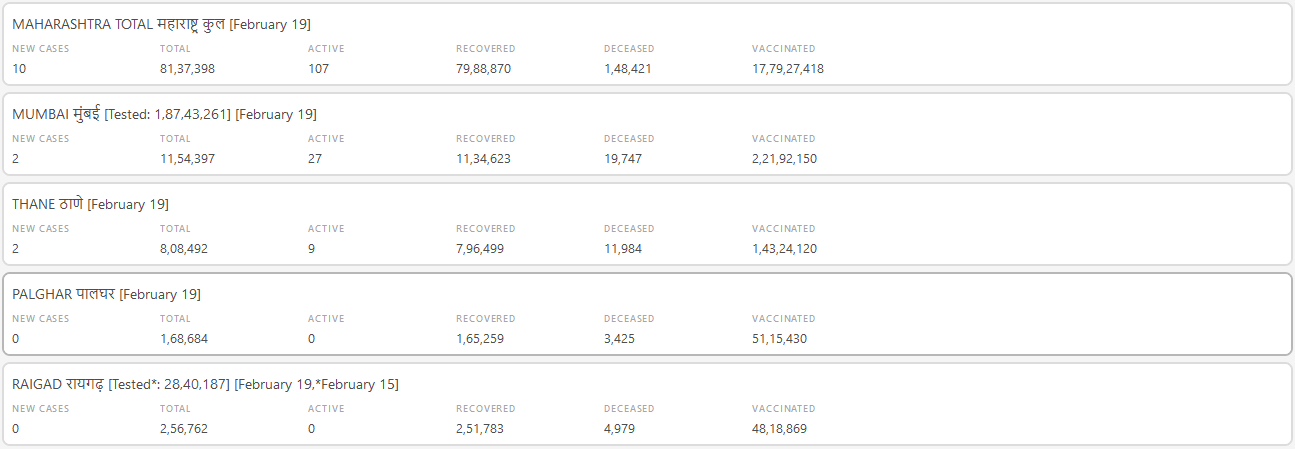 MAHARASHTRA TOTAL महाराष्ट्र कुल [February 19]
NEW CASES TOTAL ACTIVE RECOVERED DECEASED VACCINATED
10 81,37,398 107 79,88,870 1,48,421 17,79,27,418
MUMBAI मुंबई [Tested: 1,87,43,261] [February 19]
NEW CASES TOTAL ACTIVE RECOVERED DECEASED VACCINATED
2 11,54,397 27 11,34,623 19,747 2,21,92,150
THANE ठाणे [February 19]
NEW CASES TOTAL ACTIVE RECOVERED DECEASED VACCINATED
2 8,08,492 9 7,96,499 11,984 1,43,24,120
PALGHAR पालघर [February 19]
NEW CASES TOTAL ACTIVE RECOVERED DECEASED VACCINATED
0 1,68,684 0 1,65,259 3,425 51,15,430
RAIGAD रायगढ़ [Tested*: 28,40,187] [February 19,*February 15]
NEW CASES TOTAL ACTIVE RECOVERED DECEASED VACCINATED
0 2,56,762 0 2,51,783 4,979 48,18,869